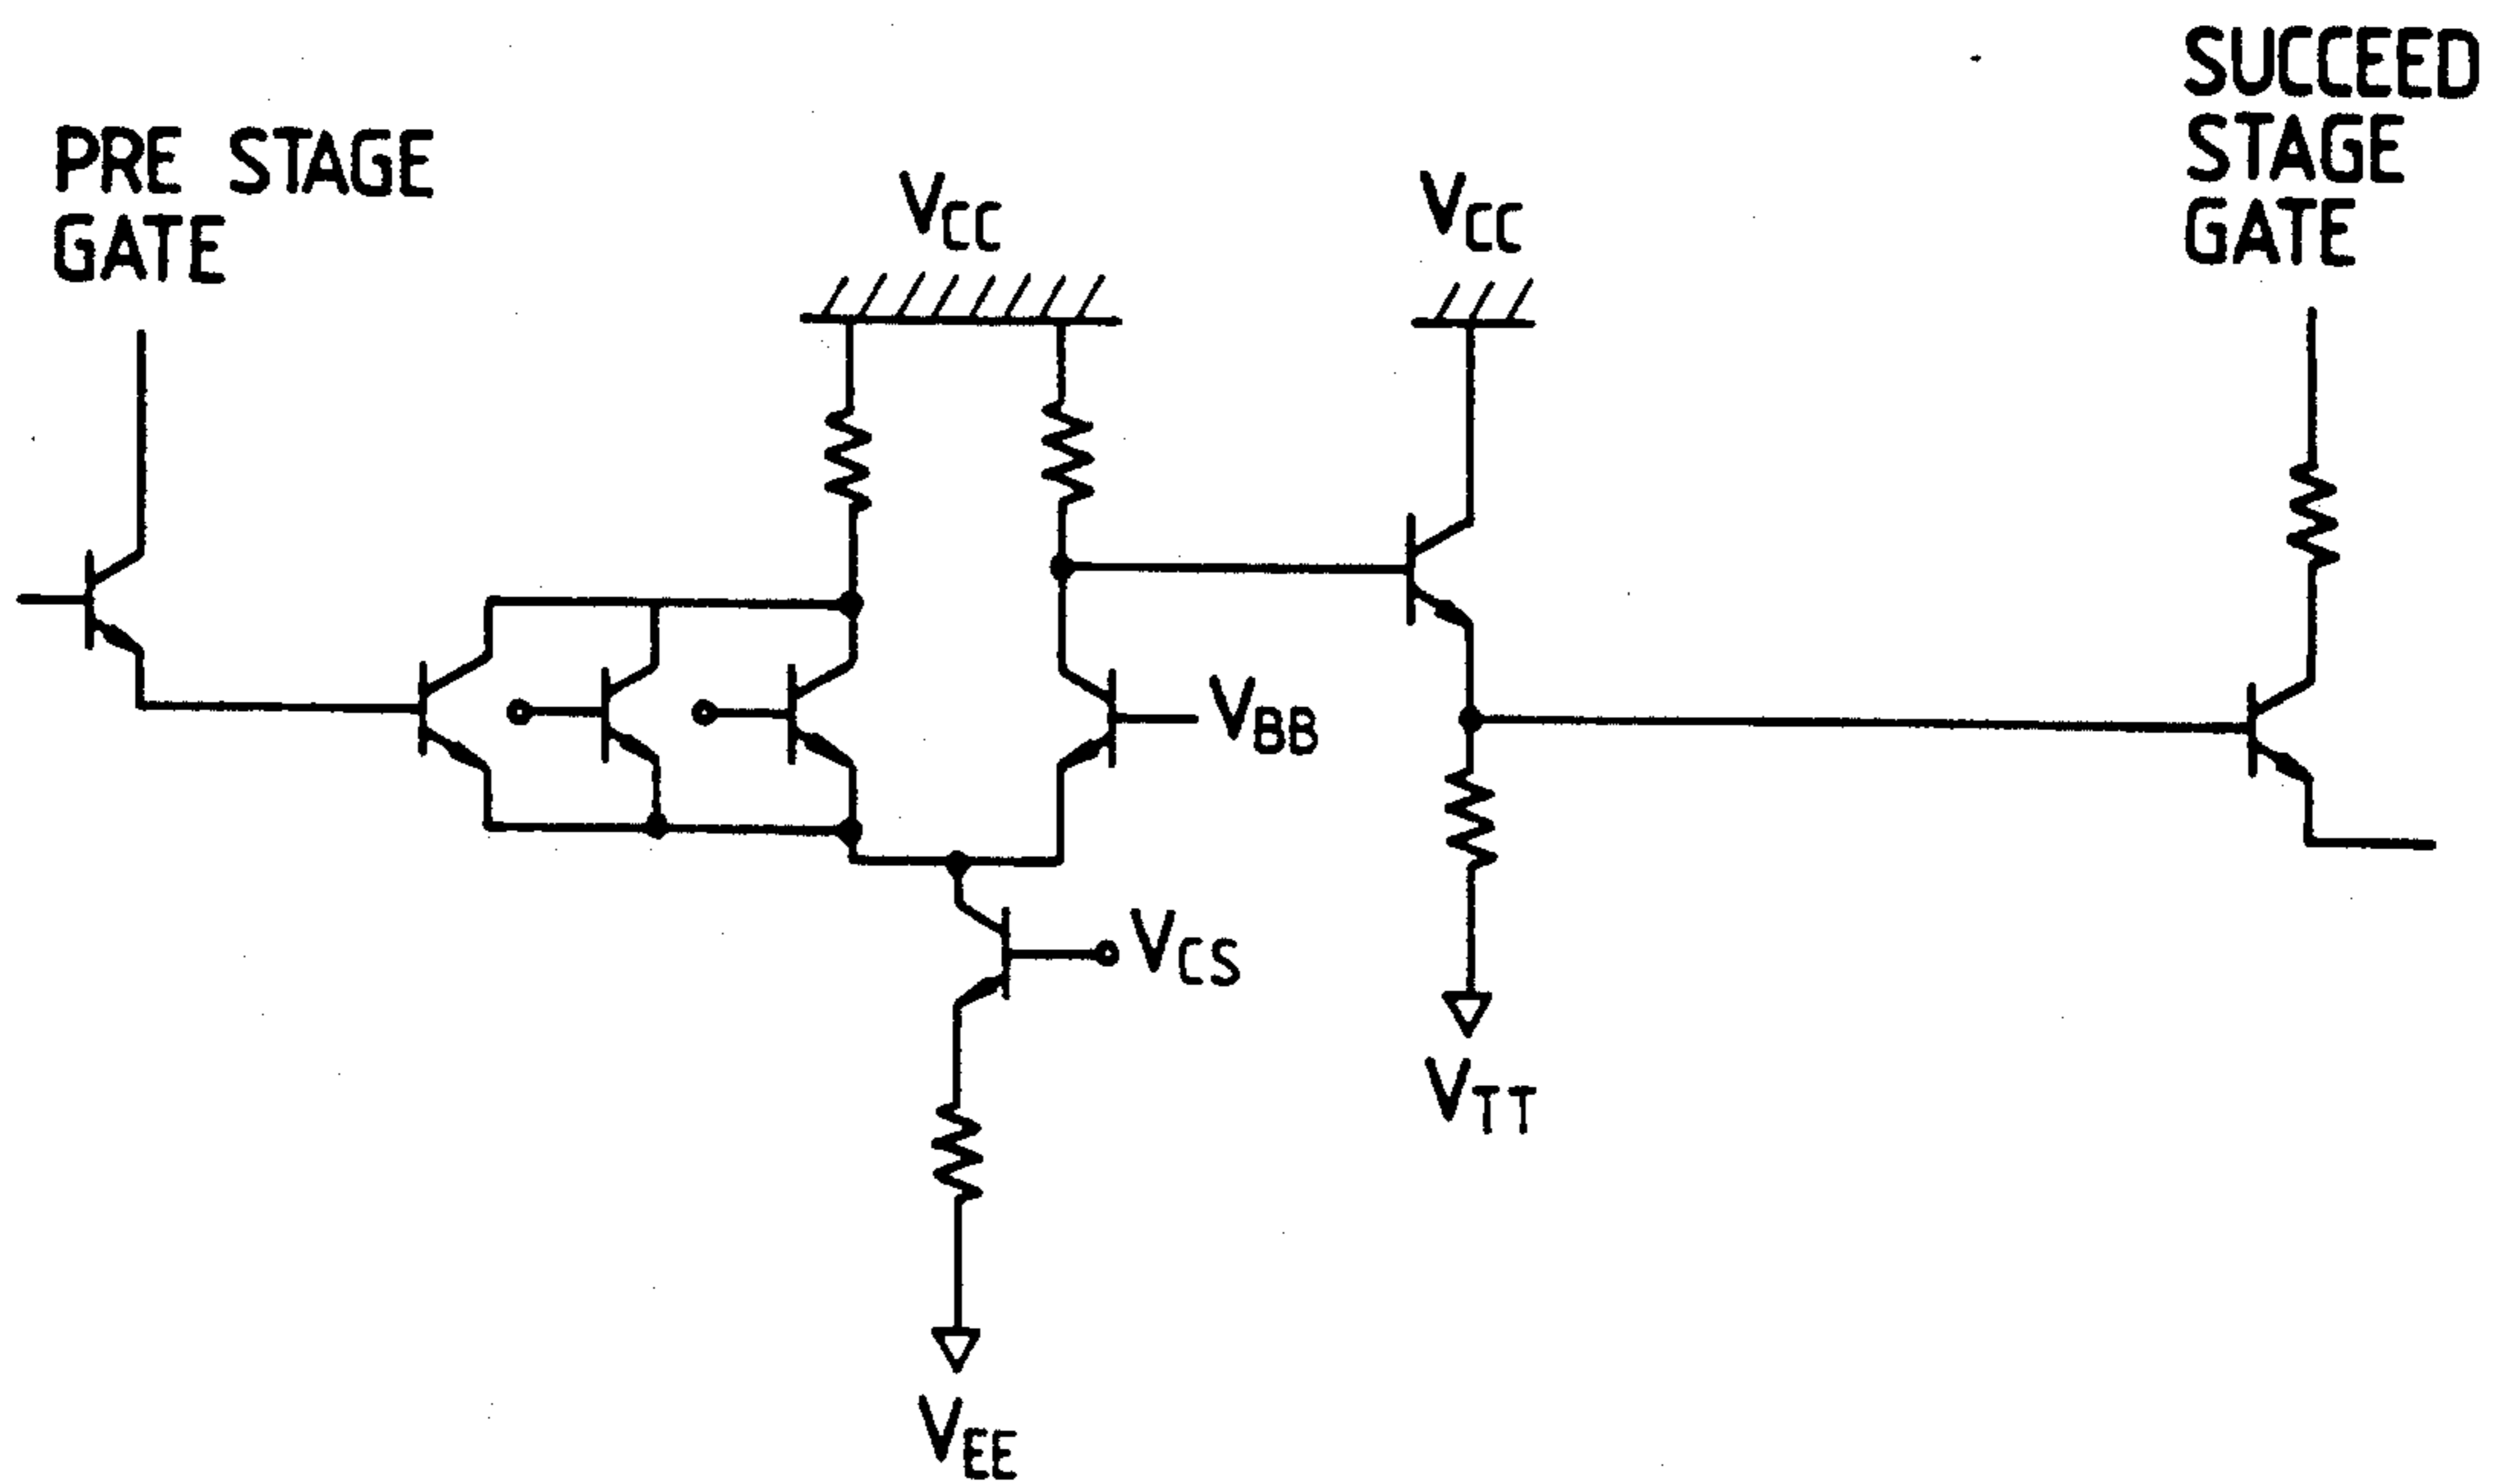 PRE STAGE
GATE
VCC
VCC
SUCCEED
STAGE
GATE
VBB
VCS
VTT
VEE